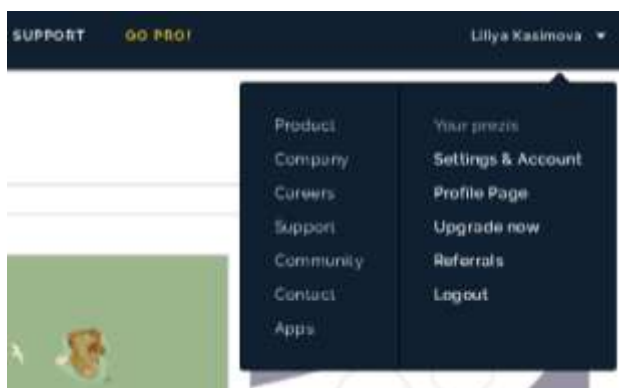 SUPPORT GO PRO!
Liliya Kasimova
Product
Company
Careers
Support
Community
Contact
Apps
Your prezis
Settings & Account
Profile Page
Upgrade now
Referrals
Logout